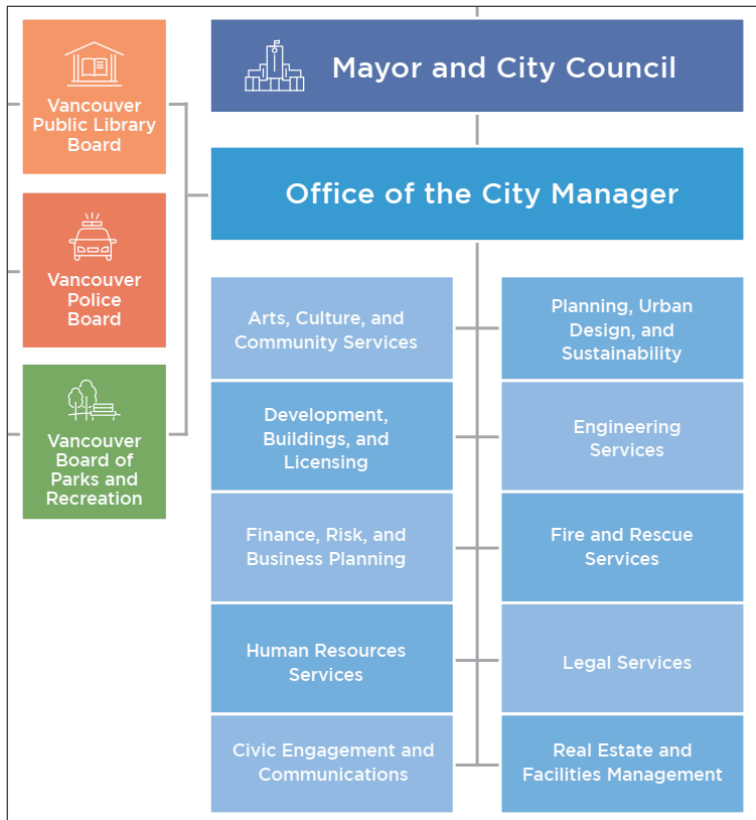 Vancouver
Public Library
Board
Mayor and City Council
Office of the City Manager
Vancouver
Police
Board
Vancouver
Board of
Parks and
Recreation
Arts, Culture, and
Community Services
Planning, Urban
Design, and
Sustainability
Development,
Buildings, and
Licensing
Engineering
Services
Finance, Risk, and
Business Planning
Fire and Rescue
Services
Human Resources
Services
Legal Services
Civic Engagement and
Communications
Real Estate and
Facilities Management